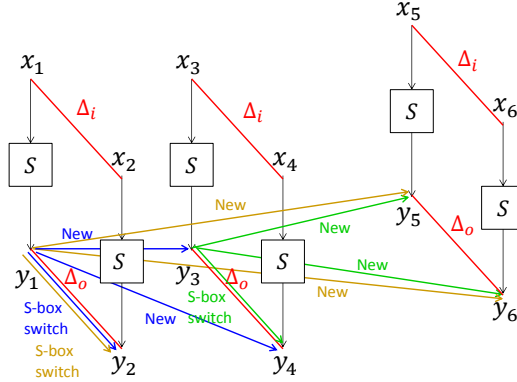 x₅
x₁
x₃
Δᵢ
Δᵢ
Δᵢ
S
x₂
x₄
x₆
S
S
S
New
New
y₅
S
S
Δₒ
y₁
y₃
New
Δₒ
Δₒ
New
y₆
S-box
switch
S-box
switch
New
S-box
switch
y₂
y₄